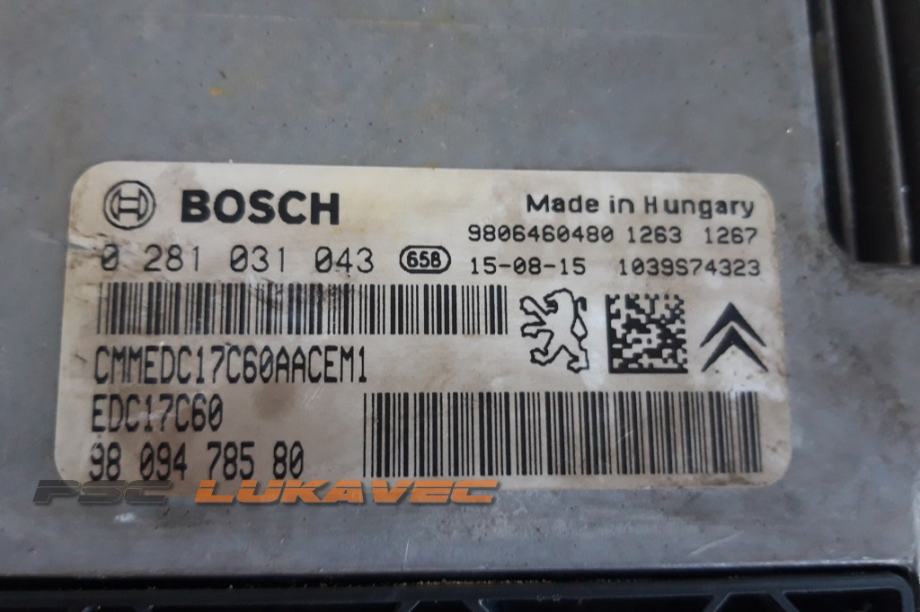 BOSCH
Made in Hungary
9806460480 1263 1267
0 281 031 043 658 15-08-15 1039S74323
CMMEDC17C60AACEM1
EDC17C60
98 094 785 80
PSC LUKAVEC